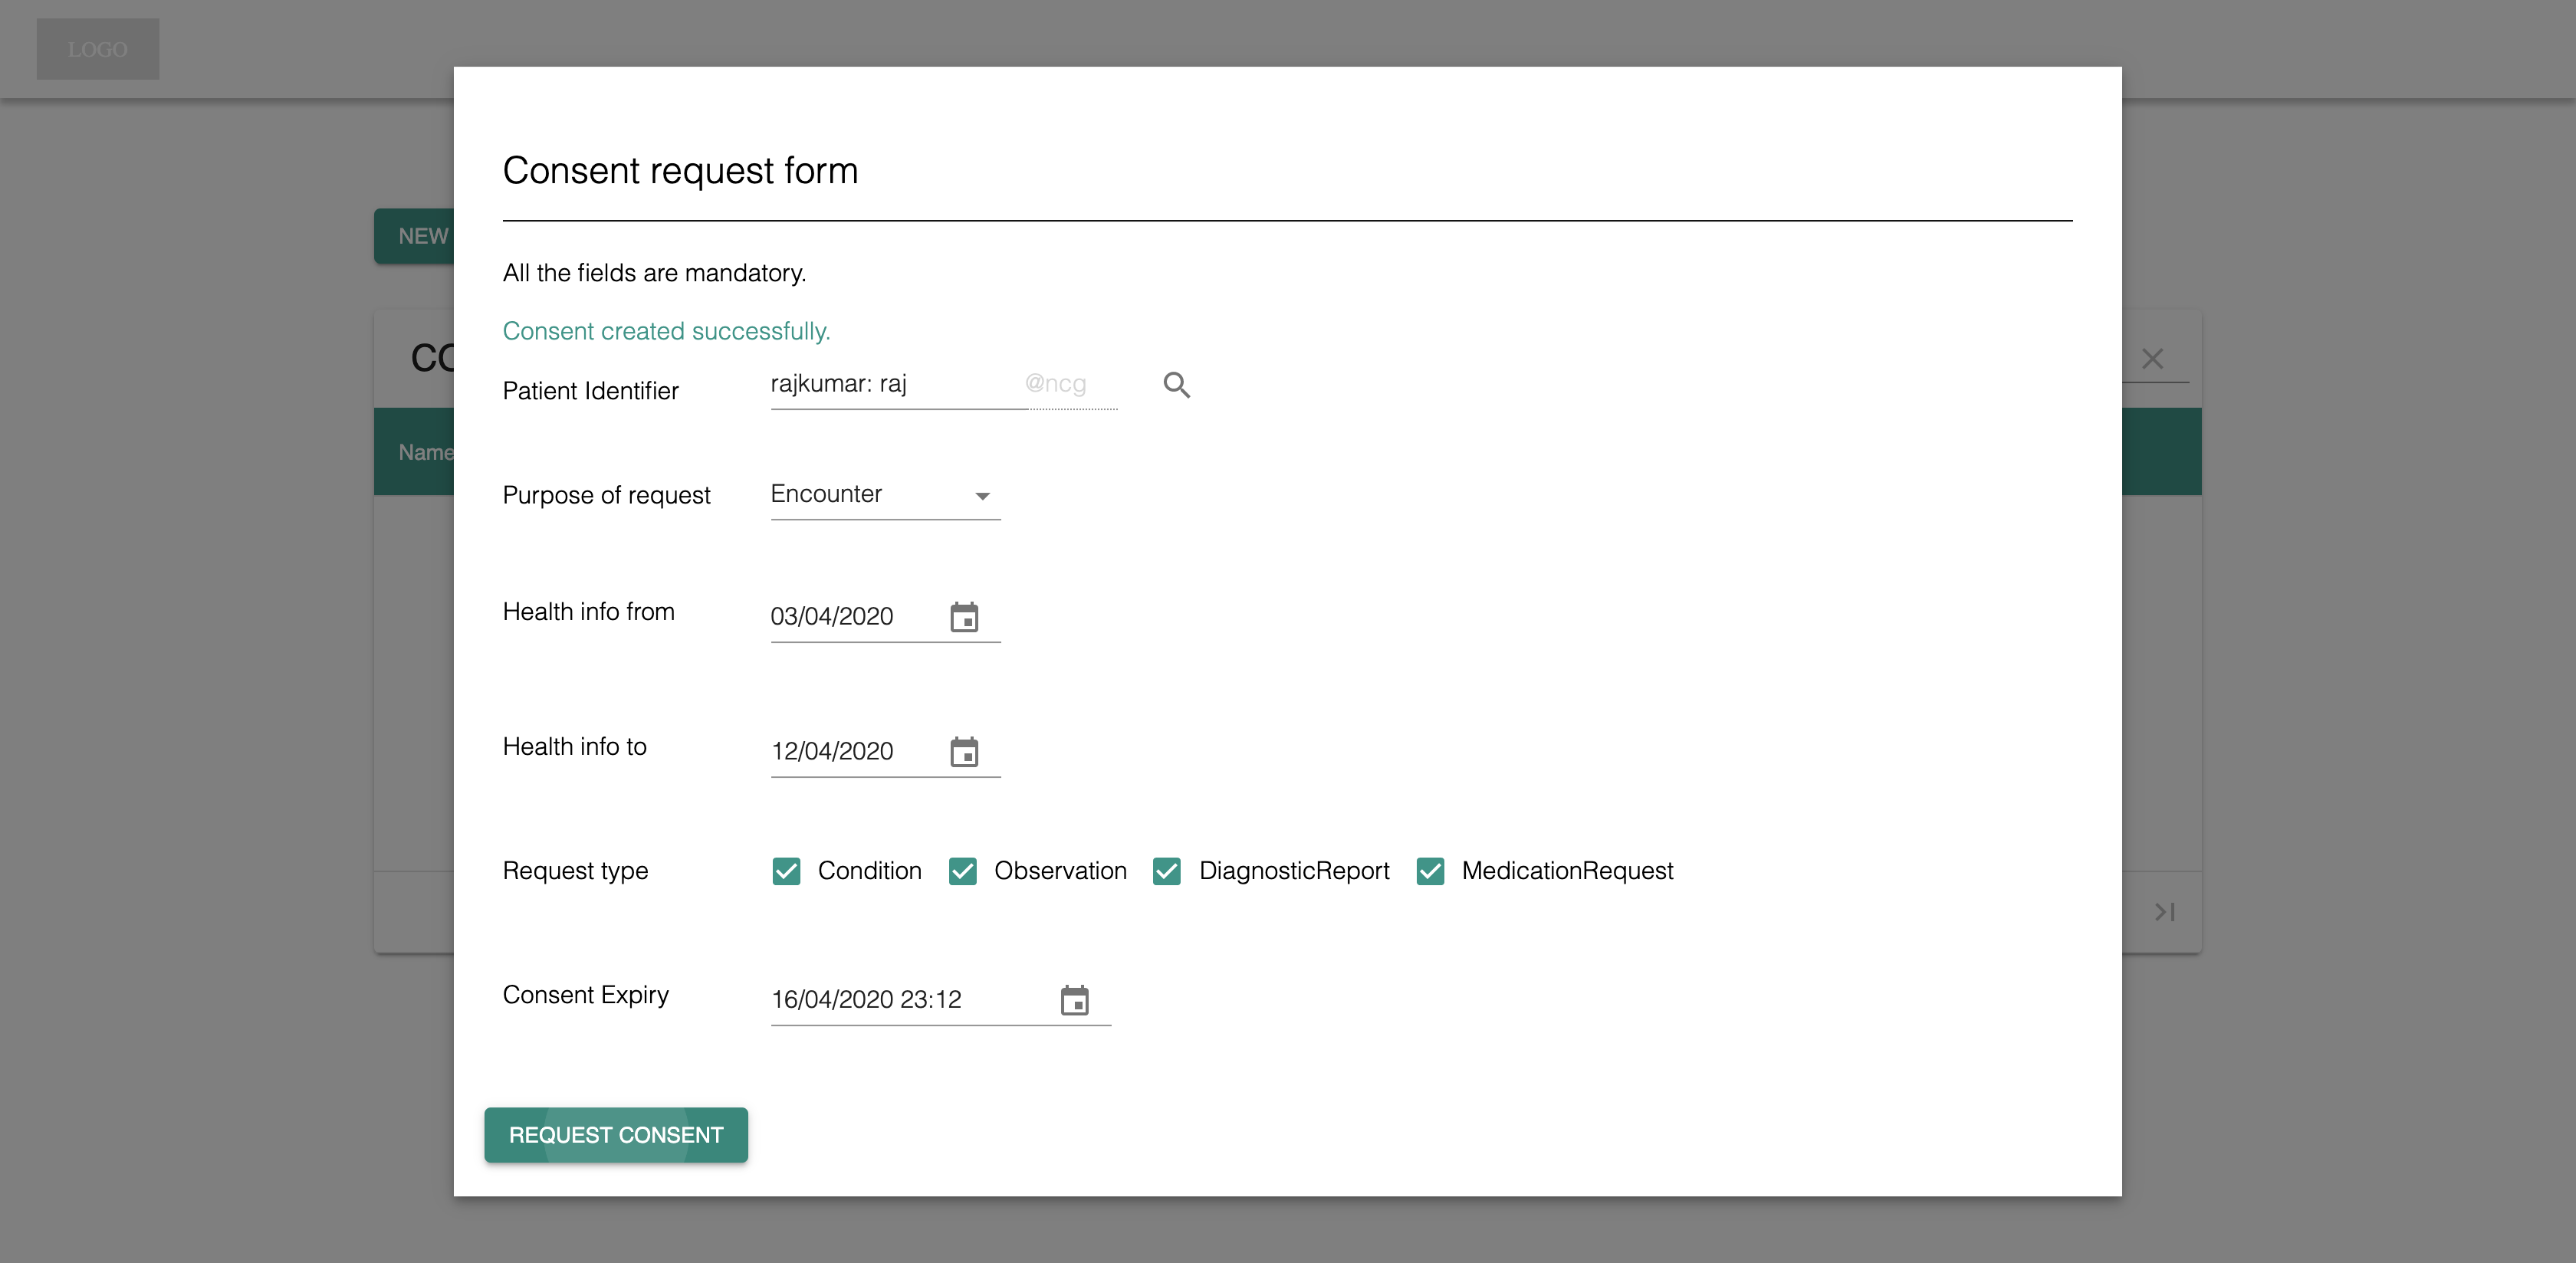 LOGO
Consent request form
NEW
All the fields are mandatory.
Consent created successfully.
CO
Patient Identifier rajkumar: raj @ncg
Name
Purpose of request Encounter
Health info from 03/04/2020
Health info to 12/04/2020
Request type Condition Observation DiagnosticReport MedicationRequest
Consent Expiry 16/04/2020 23:12
REQUEST CONSENT